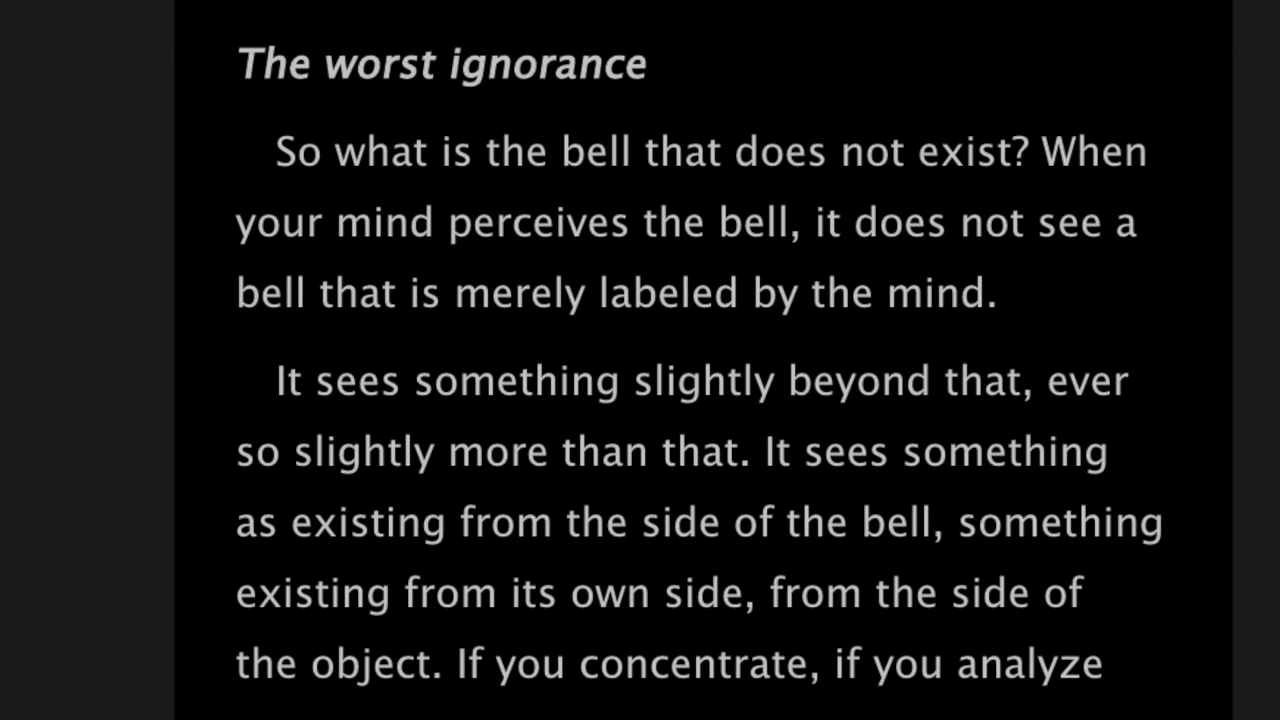 The worst ignorance
So what is the bell that does not exist? When
your mind perceives the bell, it does not see a
bell that is merely labeled by the mind.
It sees something slightly beyond that, ever
so slightly more than that. It sees something
as existing from the side of the bell, something
existing from its own side, from the side of
the object. If you concentrate, if you analyze